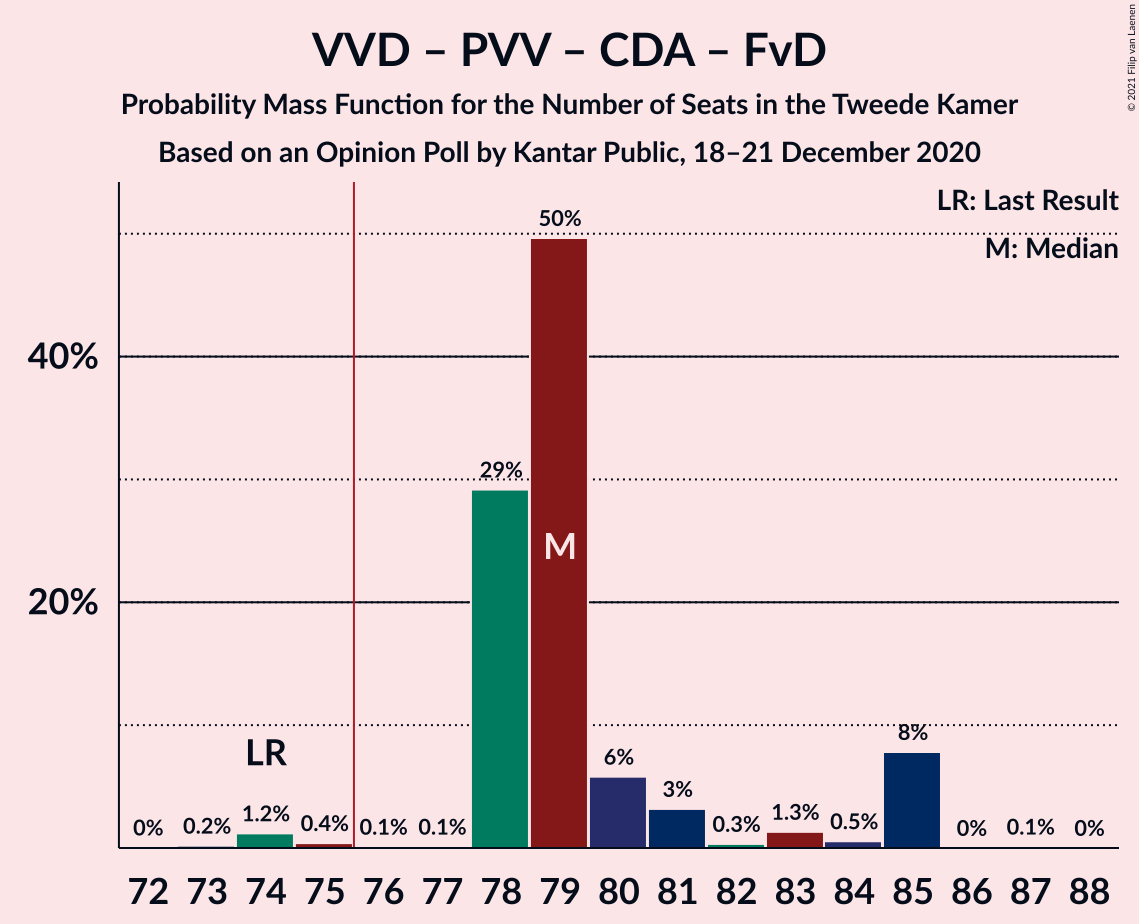 VVD – PVV – CDA – FvD
Probability Mass Function for the Number of Seats in the Tweede Kamer
Based on an Opinion Poll by Kantar Public, 18–21 December 2020
© 2021 Filip van Laenen
LR: Last Result
M: Median
40%
20%
0%
0.2%
1.2%
0.4%
0.1%
0.1%
29%
50%
6%
3%
0.3%
1.3%
0.5%
8%
0%
0.1%
0%
LR
M
72 73 74 75 76 77 78 79 80 81 82 83 84 85 86 87 88